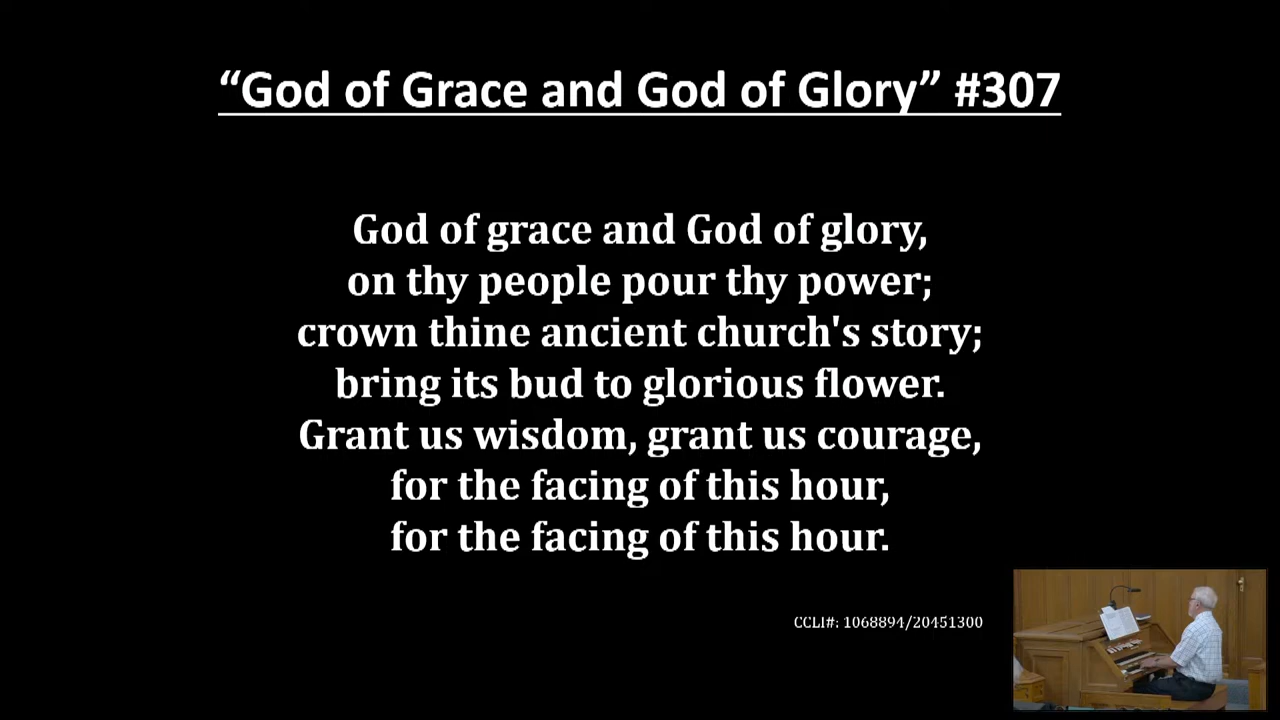 “God of Grace and God of Glory” #307
God of grace and God of glory,
on thy people pour thy power;
crown thine ancient church's story;
bring its bud to glorious flower.
Grant us wisdom, grant us courage,
for the facing of this hour,
for the facing of this hour.
CCLI#: 1068894/20451300